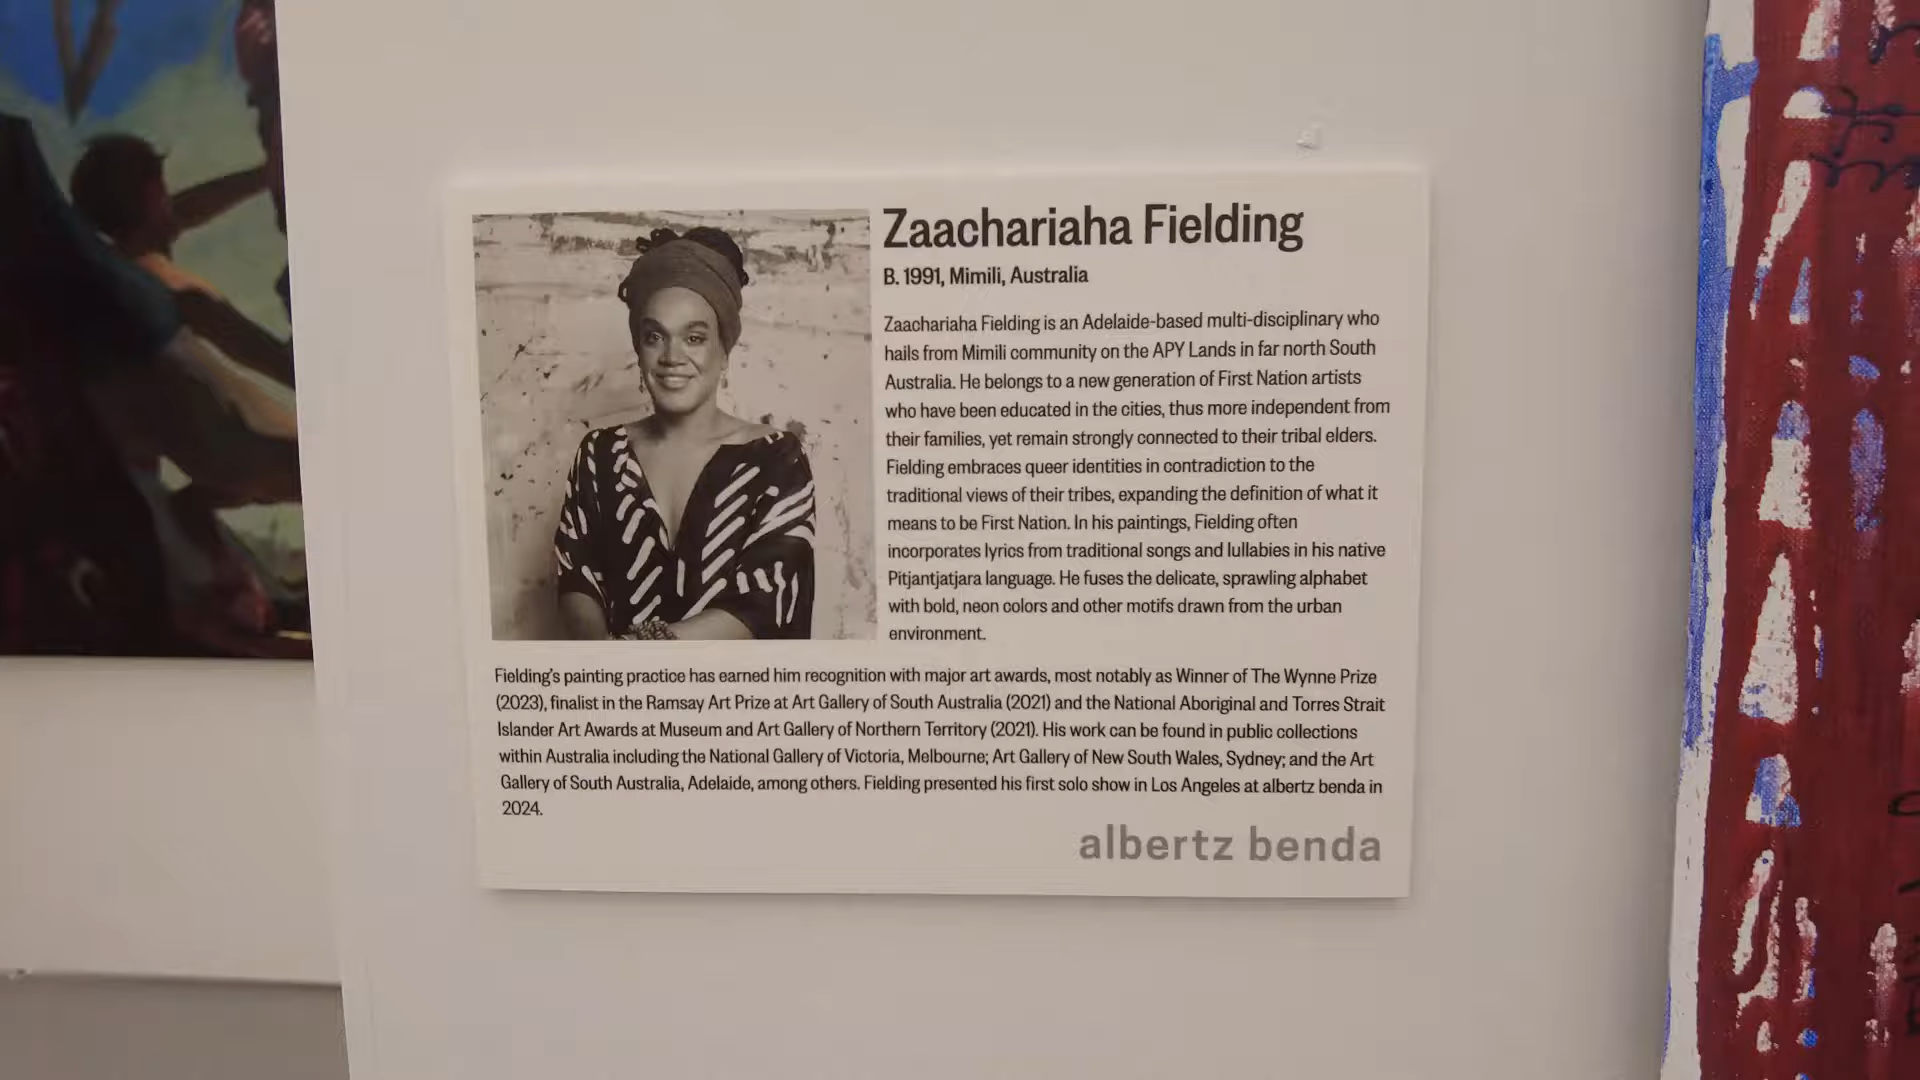 Zaachariaha Fielding
B. 1991, Mimili, Australia
Zaachariaha Fielding is an Adelaide-based multi-disciplinary who
hails from Mimili community on the APY Lands in far north South
Australia. He belongs to a new generation of First Nation artists
who have been educated in the cities, thus more independent from
their families, yet remain strongly connected to their tribal elders.
Fielding embraces queer identities in contradiction to the
traditional views of their tribes, expanding the definition of what it
means to be First Nation. In his paintings, Fielding often
incorporates lyrics from traditional songs and lullabies in his native
Pitjantjatjara language. He fuses the delicate, sprawling alphabet
with bold, neon colors and other motifs drawn from the urban
environment.
Fielding's painting practice has earned him recognition with major art awards, most notably as Winner of The Wynne Prize
(2023), finalist in the Ramsay Art Prize at Art Gallery of South Australia (2021) and the National Aboriginal and Torres Strait
Islander Art Awards at Museum and Art Gallery of Northern Territory (2021). His work can be found in public collections
within Australia including the National Gallery of Victoria, Melbourne; Art Gallery of New South Wales, Sydney; and the Art
Gallery of South Australia, Adelaide, among others. Fielding presented his first solo show in Los Angeles at albertz benda in
2024.
albertz benda